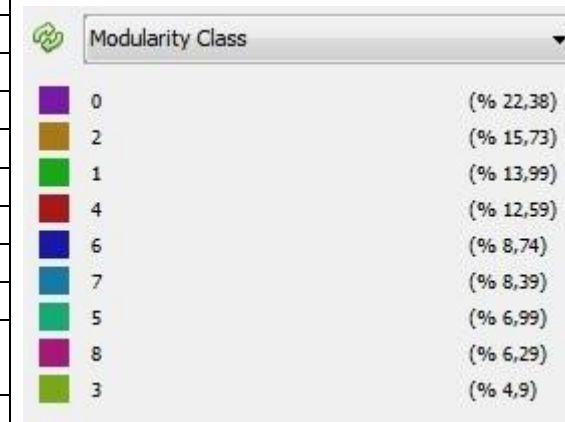 Modularity Class
0 (% 22,38)
2 (% 15,73)
1 (% 13,99)
4 (% 12,59)
6 (% 8,74)
7 (% 8,39)
5 (% 6,99)
8 (% 6,29)
3 (% 4,9)